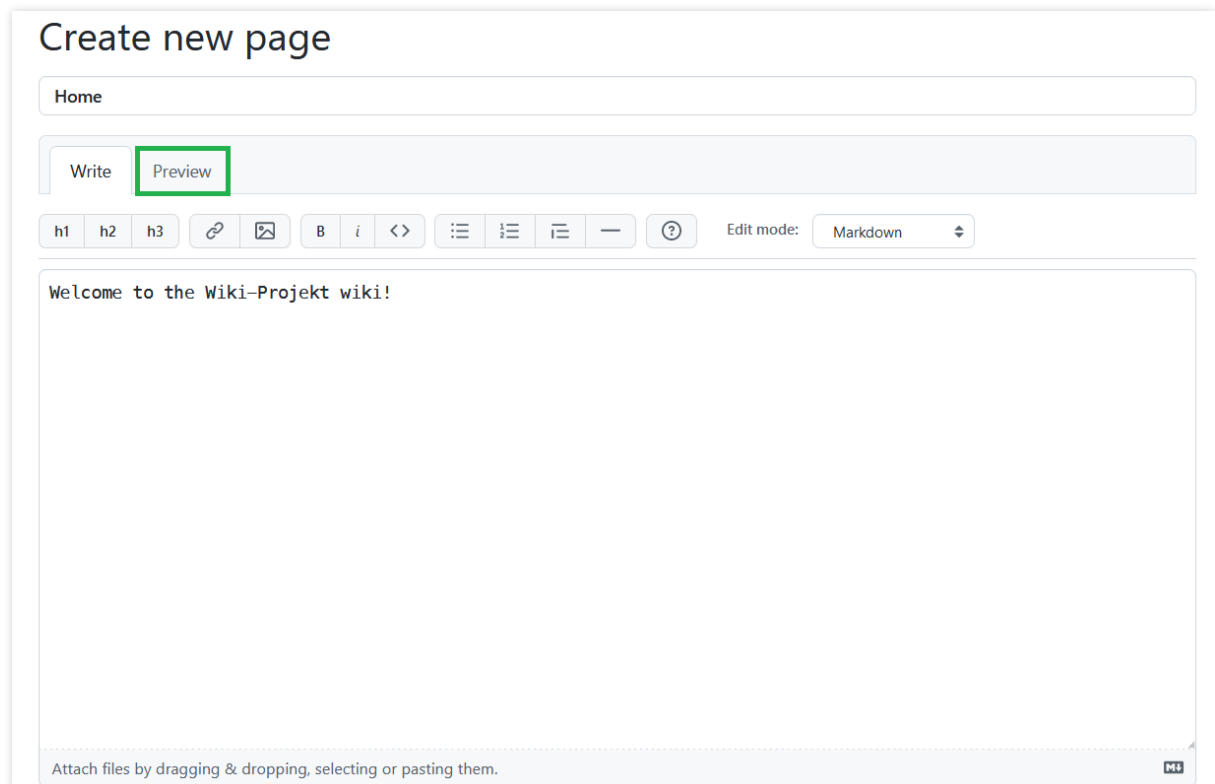 Create new page
Home
Write Preview
h1 h2 h3 B i <> Edit mode: Markdown
Welcome to the Wiki-Projekt wiki!
Attach files by dragging & dropping, selecting or pasting them.